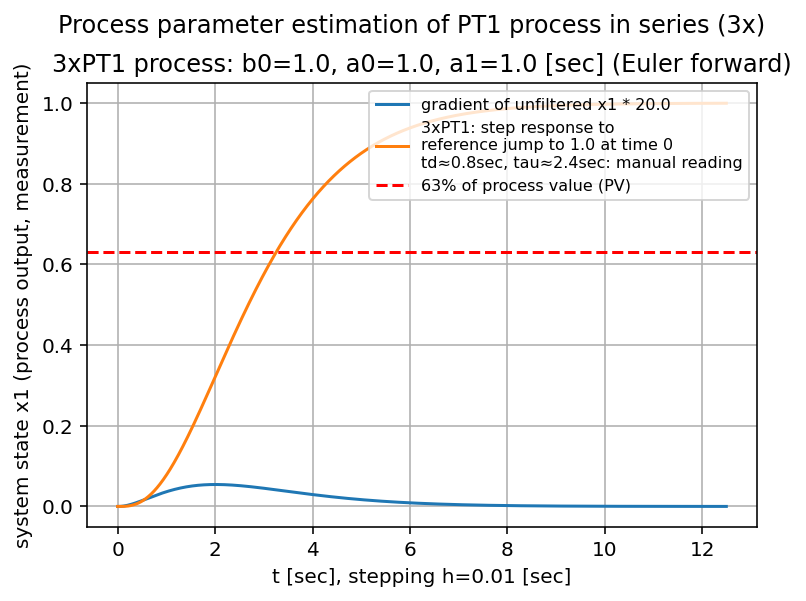 Process parameter estimation of PT1 process in series (3x)
3xPT1 process: b0=1.0, a0=1.0, a1=1.0 [sec] (Euler forward)
system state x1 (process output, measurement)
1.0
0.8
0.6
0.4
0.2
0.0
gradient of unfiltered x1 * 20.0
3xPT1: step response to
reference jump to 1.0 at time 0
td≈0.8sec, tau≈2.4sec: manual reading
63% of process value (PV)
0 2 4 6 8 10 12
t [sec], stepping h=0.01 [sec]